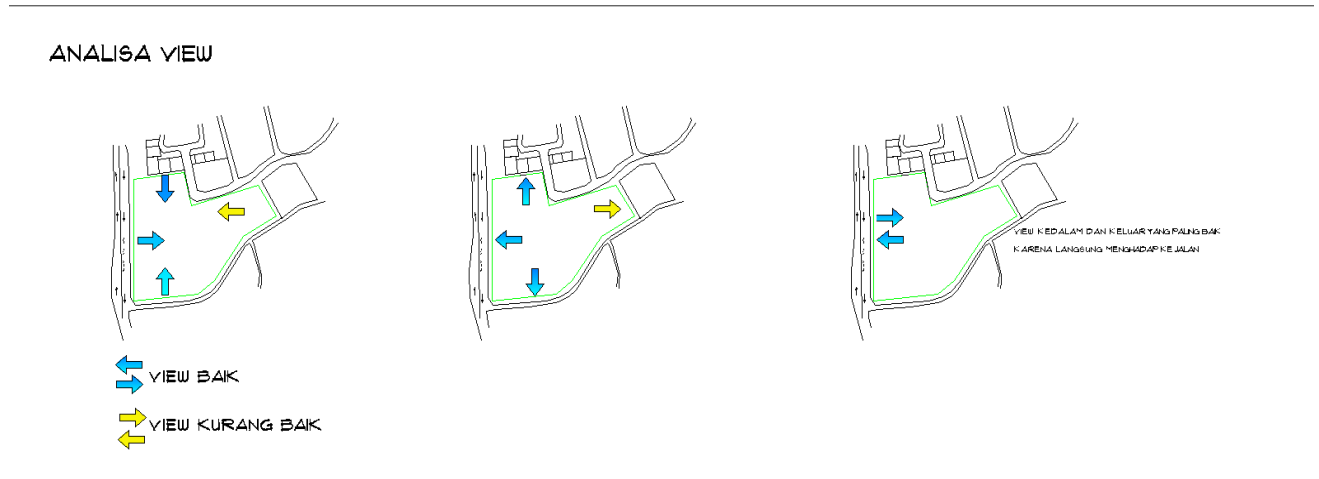 ANALISA VIEW
VIEW KEDALAM DAN KELUAR YANG PALING BAIK
KARENA LANGSUNG MENGHADAP KE JALAN
VIEW BAIK
VIEW KURANG BAIK